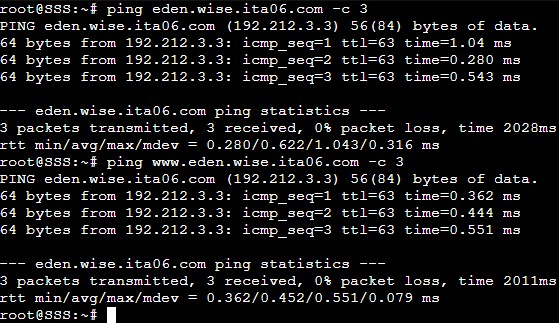 root@SSS:~# ping eden.wise.ita06.com -c 3
PING eden.wise.ita06.com (192.212.3.3) 56(84) bytes of data.
64 bytes from 192.212.3.3: icmp_seq=1 ttl=63 time=1.04 ms
64 bytes from 192.212.3.3: icmp_seq=2 ttl=63 time=0.280 ms
64 bytes from 192.212.3.3: icmp_seq=3 ttl=63 time=0.543 ms

--- eden.wise.ita06.com ping statistics ---
3 packets transmitted, 3 received, 0% packet loss, time 2028ms
rtt min/avg/max/mdev = 0.280/0.622/1.043/0.316 ms
root@SSS:~# ping www.eden.wise.ita06.com -c 3
PING eden.wise.ita06.com (192.212.3.3) 56(84) bytes of data.
64 bytes from 192.212.3.3: icmp_seq=1 ttl=63 time=0.362 ms
64 bytes from 192.212.3.3: icmp_seq=2 ttl=63 time=0.444 ms
64 bytes from 192.212.3.3: icmp_seq=3 ttl=63 time=0.551 ms

--- eden.wise.ita06.com ping statistics ---
3 packets transmitted, 3 received, 0% packet loss, time 2011ms
rtt min/avg/max/mdev = 0.362/0.452/0.551/0.079 ms
root@SSS:~#